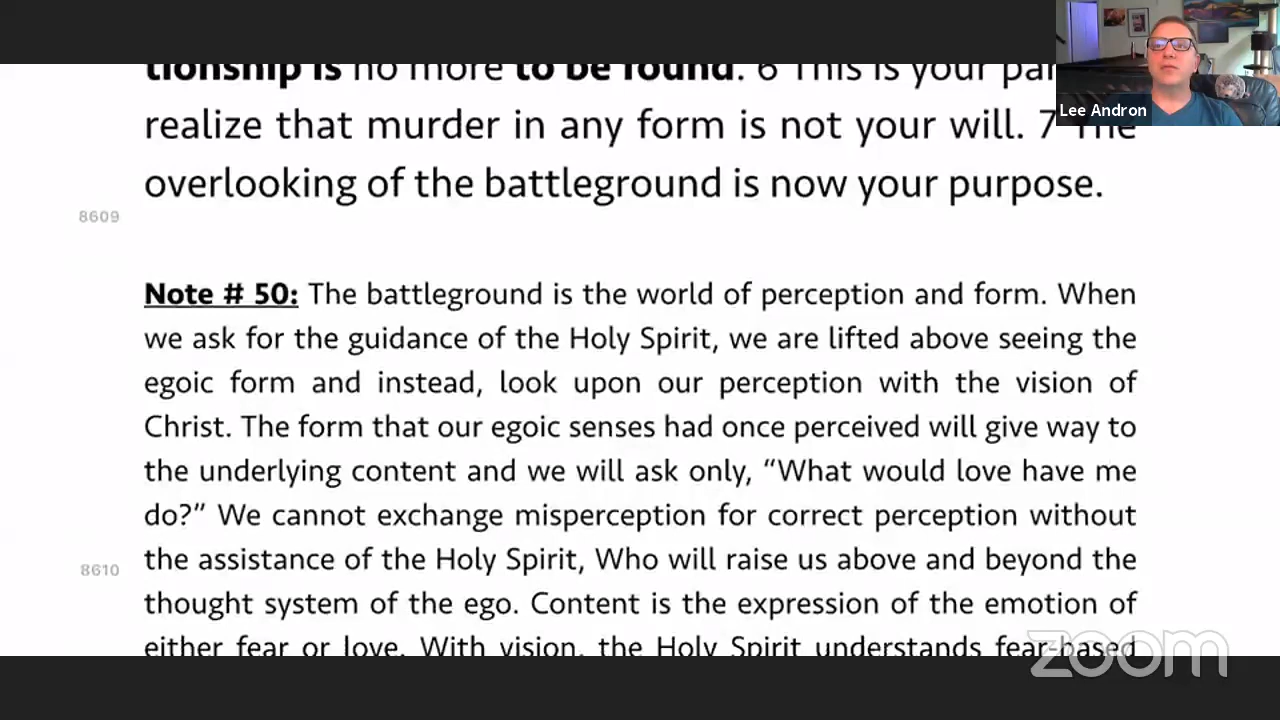 tionship is no more to be found. 6 This is your
realize that murder in any form is not your will. 7 The
overlooking of the battleground is now your purpose.
8609
Note # 50: The battleground is the world of perception and form. When
we ask for the guidance of the Holy Spirit, we are lifted above seeing the
egoic form and instead, look upon our perception with the vision of
Christ. The form that our egoic senses had once perceived will give way to
the underlying content and we will ask only, “What would love have me
do?” We cannot exchange misperception for correct perception without
the assistance of the Holy Spirit, Who will raise us above and beyond the
8610
thought system of the ego. Content is the expression of the emotion of
either fear or love. With vision, the Holy Spirit understands fear-based
Lee Andron
zoom